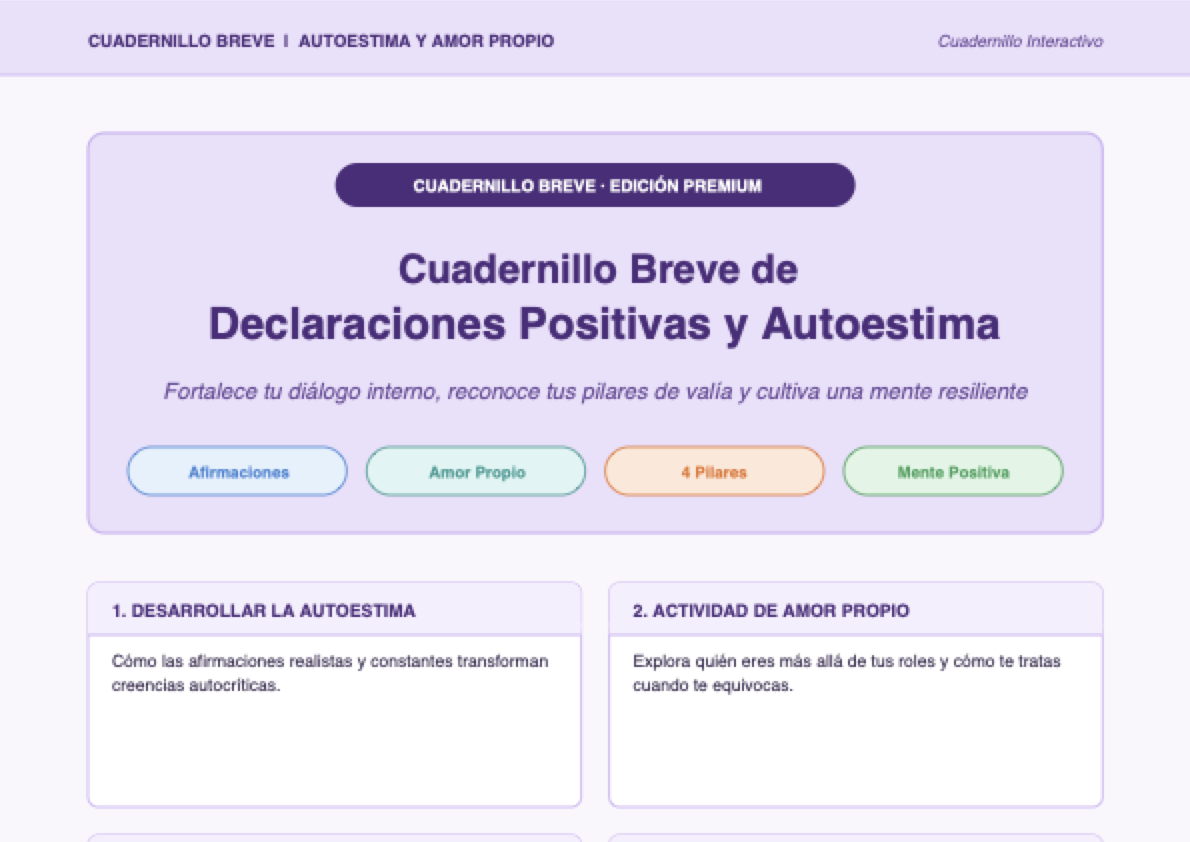 CUADERNILLO BREVE | AUTOESTIMA Y AMOR PROPIO
Cuadernillo Interactivo
CUADERNILLO BREVE · EDICIÓN PREMIUM
Cuadernillo Breve de
Declaraciones Positivas y Autoestima
Fortalece tu diálogo interno, reconoce tus pilares de valía y cultiva una mente resiliente
Afirmaciones
Amor Propio
4 Pilares
Mente Positiva
1. DESARROLLAR LA AUTOESTIMA
Cómo las afirmaciones realistas y constantes transforman
creencias autocríticas.
2. ACTIVIDAD DE AMOR PROPIO
Explora quién eres más allá de tus roles y cómo te tratas
cuando te equivocas.